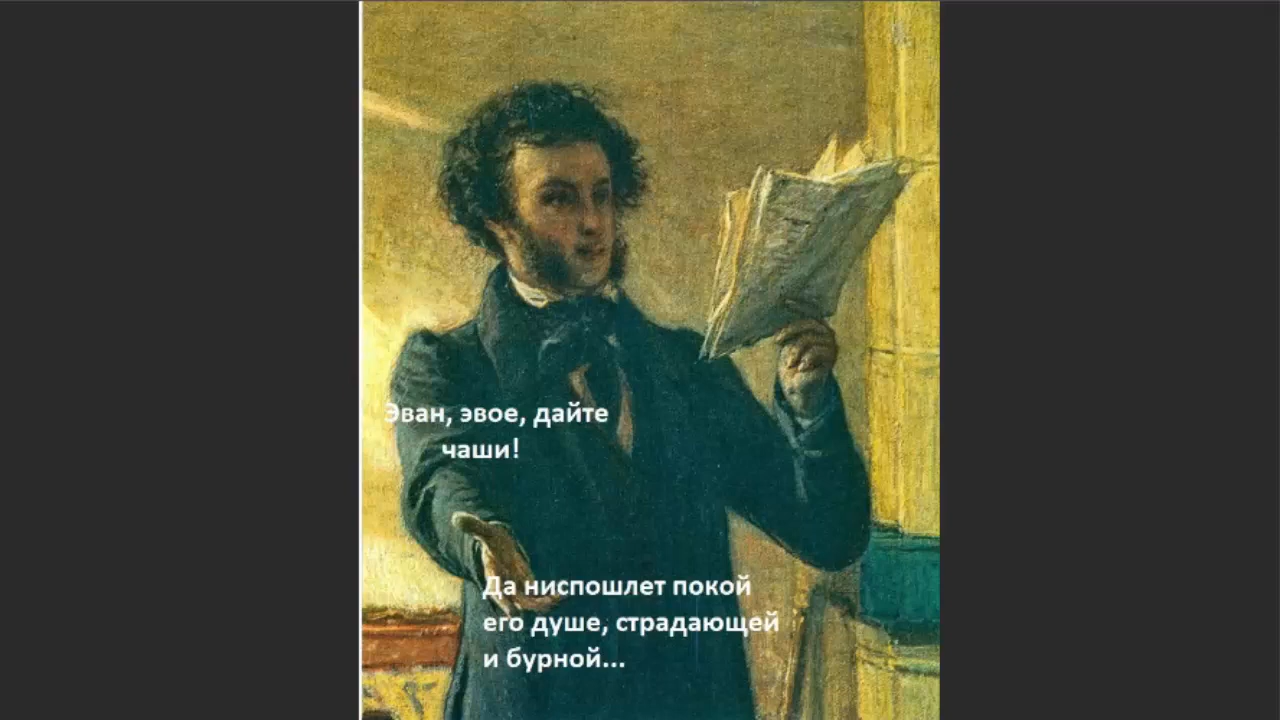 Эван, эвое, дайте
чаши!
Да ниспошлет покой
его душе, страдающей
и бурной...